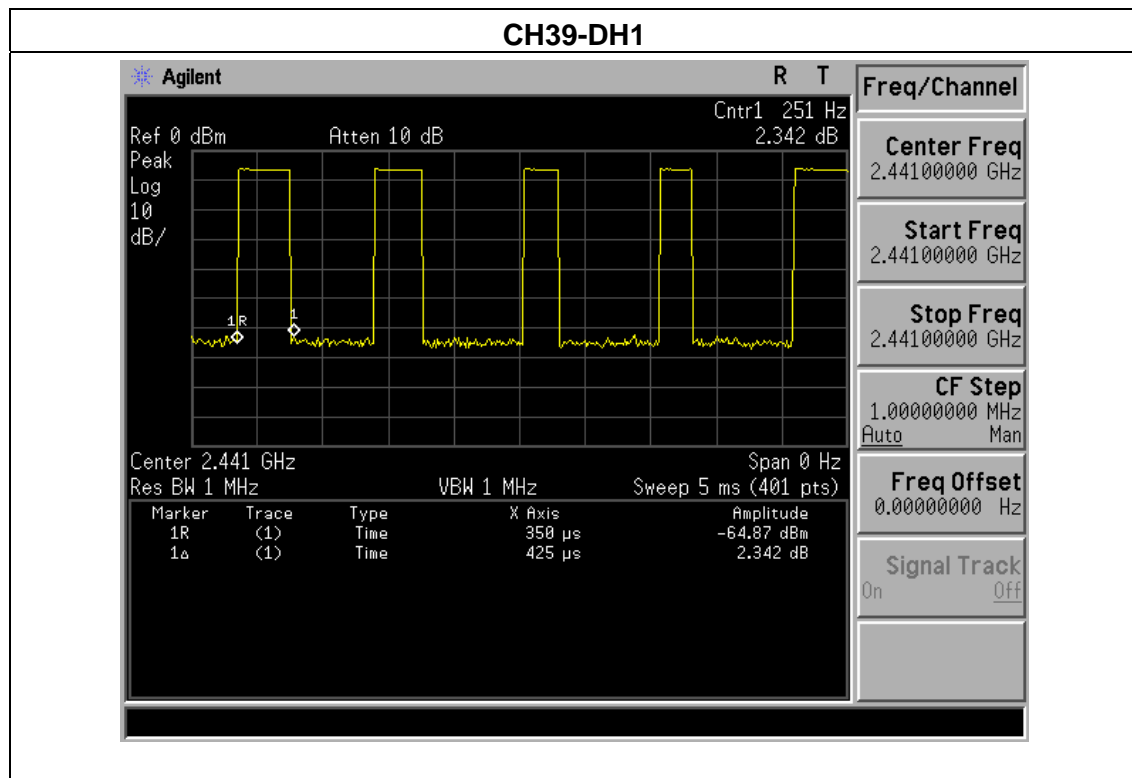 CH39-DH1
Agilent R T
Cntr1 251 Hz
Ref 0 dBm Atten 10 dB 2.342 dB
Peak
Log
10
dB/
1R
1
Center 2.441 GHz Span 0 Hz
Res BW 1 MHz VBW 1 MHz Sweep 5 ms (401 pts)
Marker Trace Type X Axis Amplitude
1R (1) Time 350 µs -64.87 dBm
1Δ (1) Time 425 µs 2.342 dB
Freq/Channel
Center Freq
2.44100000 GHz
Start Freq
2.44100000 GHz
Stop Freq
2.44100000 GHz
CF Step
1.00000000 MHz
Auto Man
Freq Offset
0.00000000 Hz
Signal Track
On Off